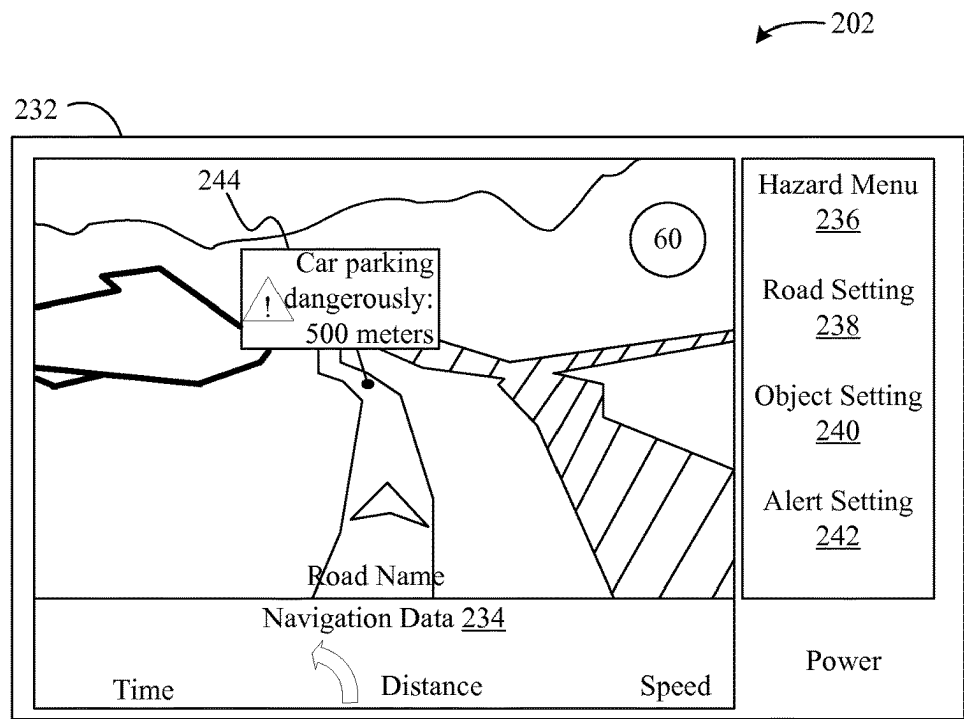 202
232
244
60
Car parking
! dangerously:
500 meters
Road Name
Hazard Menu
236
Road Setting
238
Object Setting
240
Alert Setting
242
Navigation Data 234
Time
Distance
Speed
Power